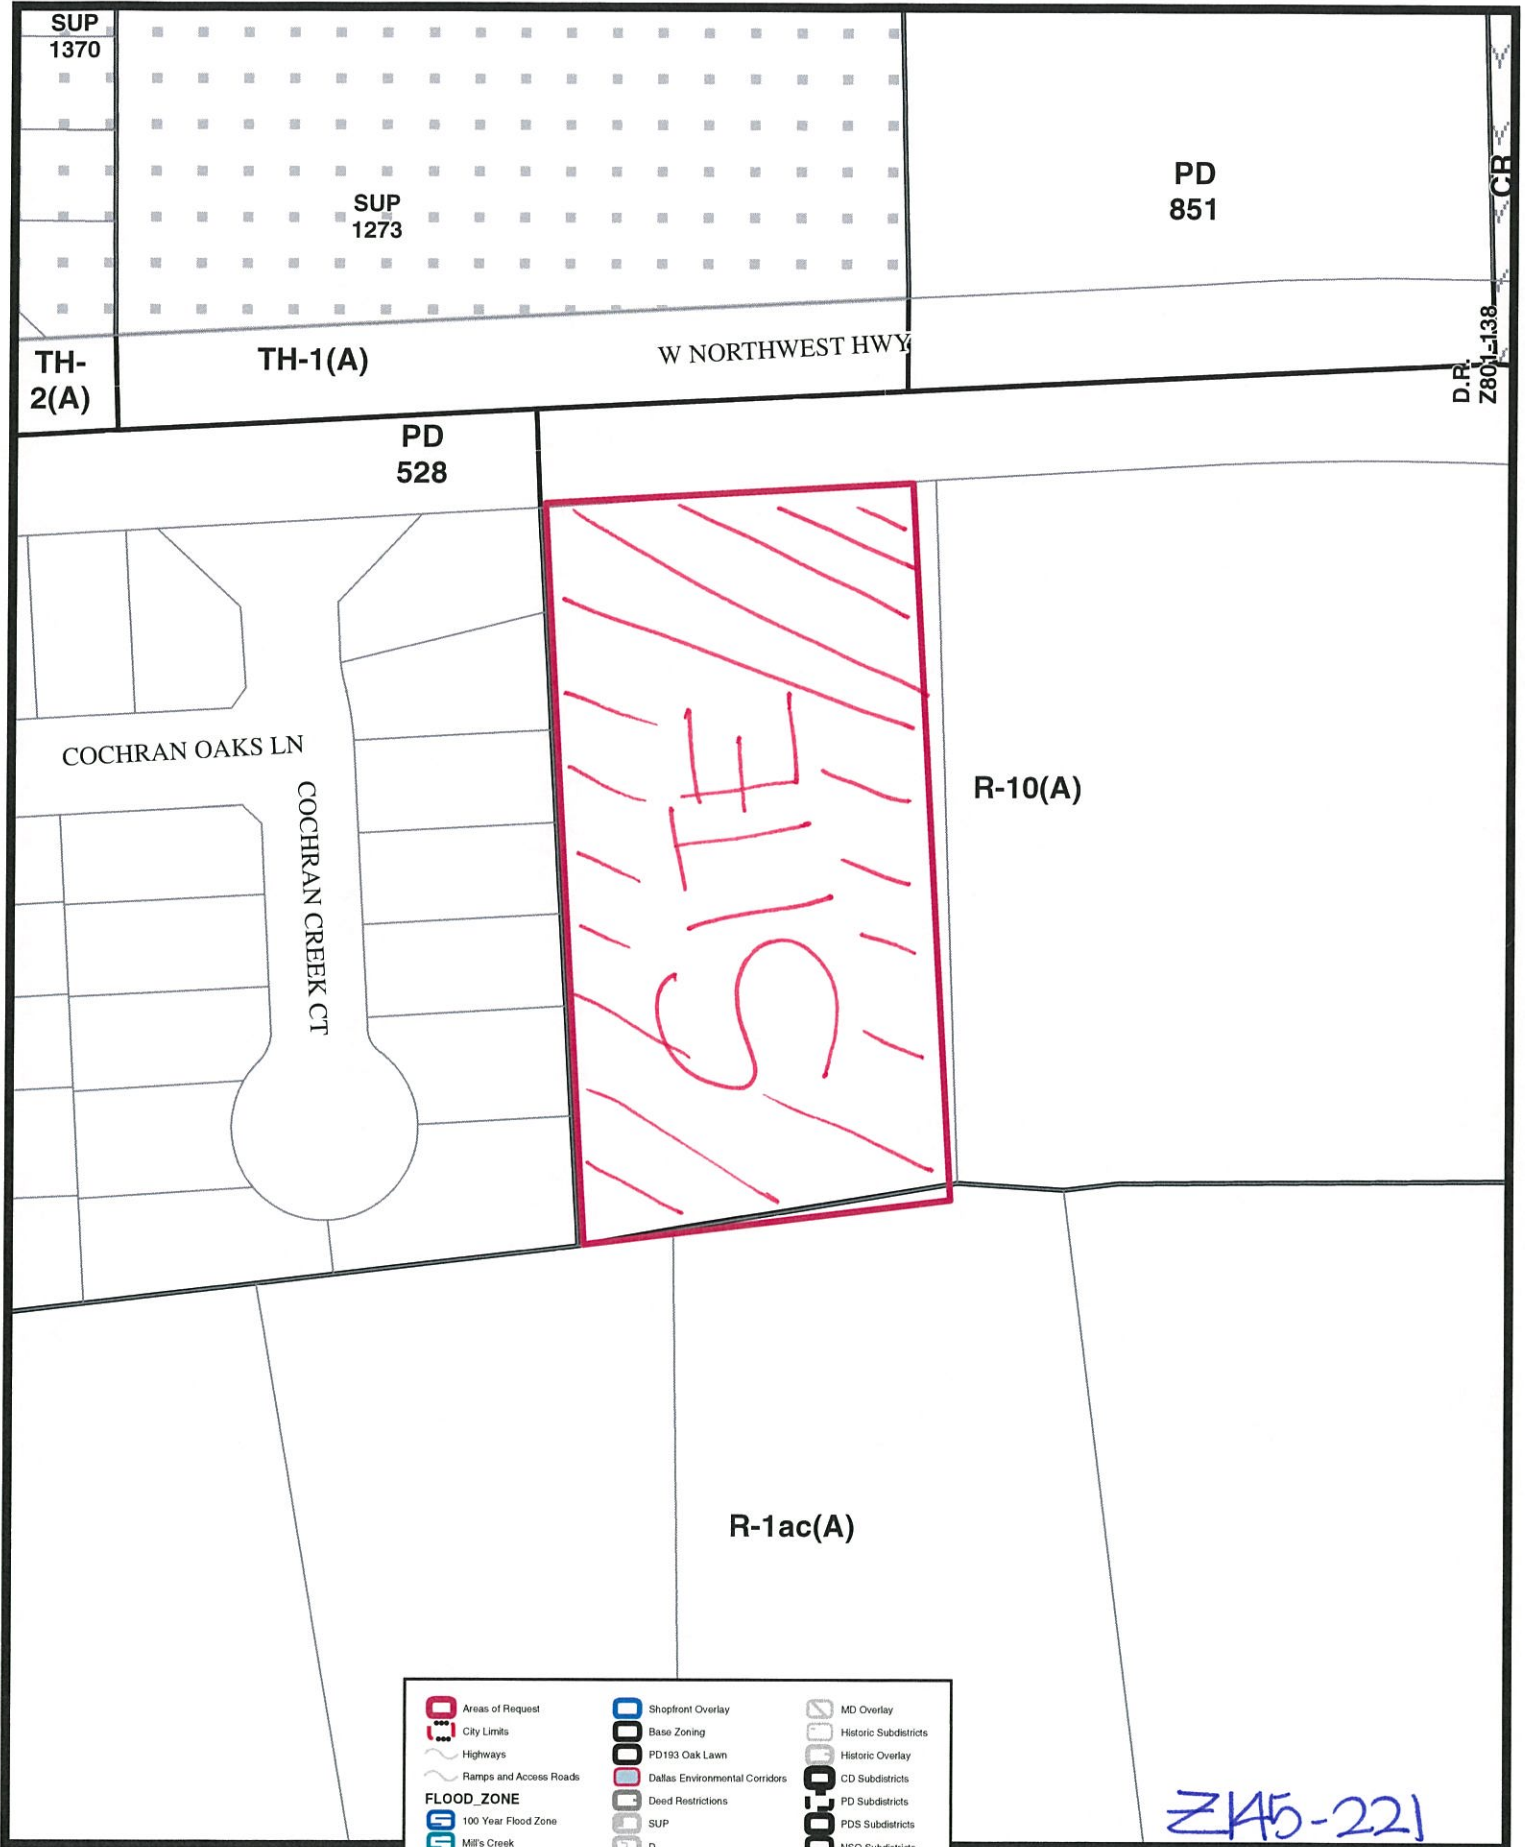 SUP
1370
SUP
1273
PD
851
CR
D.R.
Z801-138
TH-
2(A)
TH-1(A)
W NORTHWEST HWY
PD
528
COCHRAN OAKS LN
COCHRAN CREEK CT
SITE
R-10(A)
R-1ac(A)
Areas of Request
City Limits
Highways
Ramps and Access Roads
FLOOD_ZONE
100 Year Flood Zone
Mill's Creek
Shopfront Overlay
Base Zoning
PD193 Oak Lawn
Dallas Environmental Corridors
Deed Restrictions
SUP
MD Overlay
Historic Subdistricts
Historic Overlay
CD Subdistricts
PD Subdistricts
PDS Subdistricts
NSO Subdistricts
Z145-221